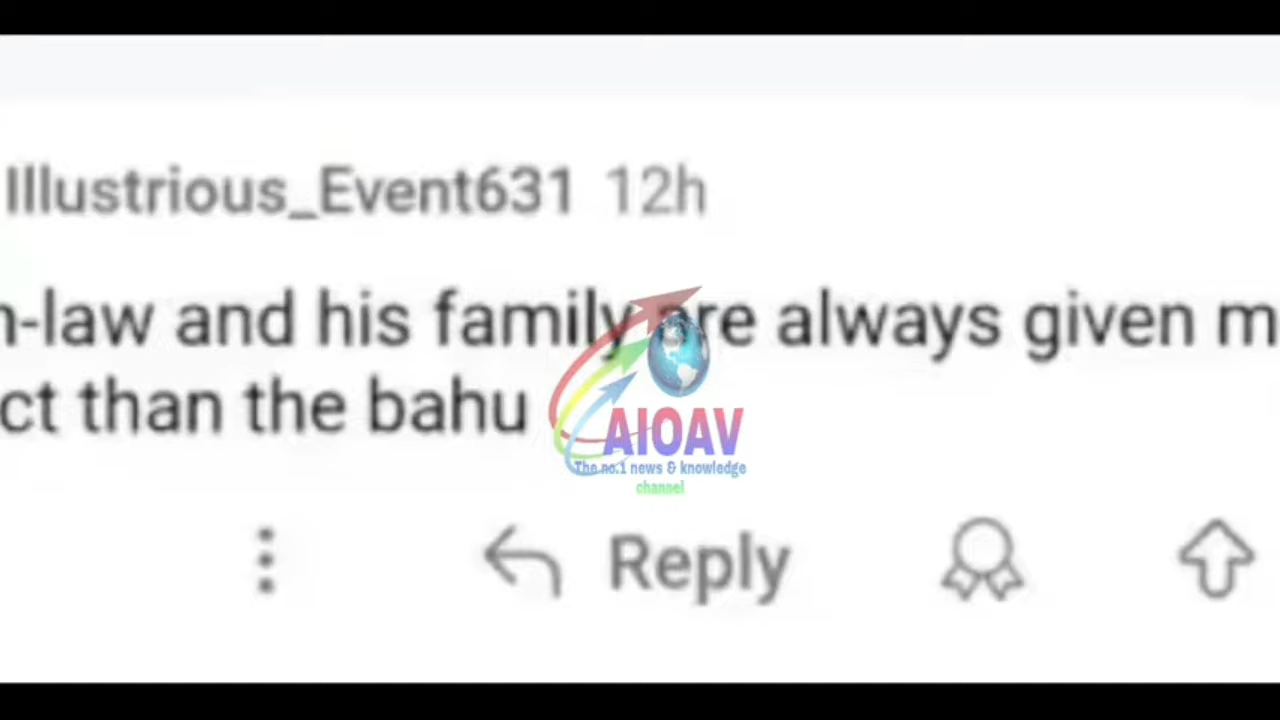 Illustrious_Event631 12h
n-law and his family are always given m
ct than the bahu
AIOAV
The no.1 news & knowledge
channel
Reply